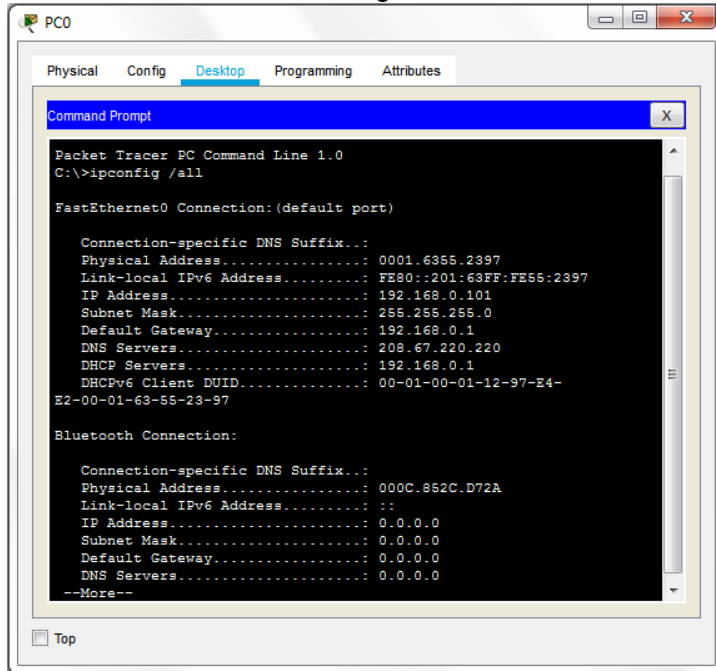 PC0
Physical Config Desktop Programming Attributes
Command Prompt
X
Packet Tracer PC Command Line 1.0
C:\>ipconfig /all
FastEthernet0 Connection:(default port)
Connection-specific DNS Suffix..:
Physical Address................: 0001.6355.2397
Link-local IPv6 Address.........: FE80::201:63FF:FE55:2397
IP Address......................: 192.168.0.101
Subnet Mask.....................: 255.255.255.0
Default Gateway.................: 192.168.0.1
DNS Servers.....................: 208.67.220.220
DHCP Servers....................: 192.168.0.1
DHCPv6 Client DUID..............: 00-01-00-01-12-97-E4-
E2-00-01-63-55-23-97
Bluetooth Connection:
Connection-specific DNS Suffix..:
Physical Address................: 000C.852C.D72A
Link-local IPv6 Address.........: ::
IP Address......................: 0.0.0.0
Subnet Mask.....................: 0.0.0.0
Default Gateway.................: 0.0.0.0
DNS Servers.....................: 0.0.0.0
--More--
Top